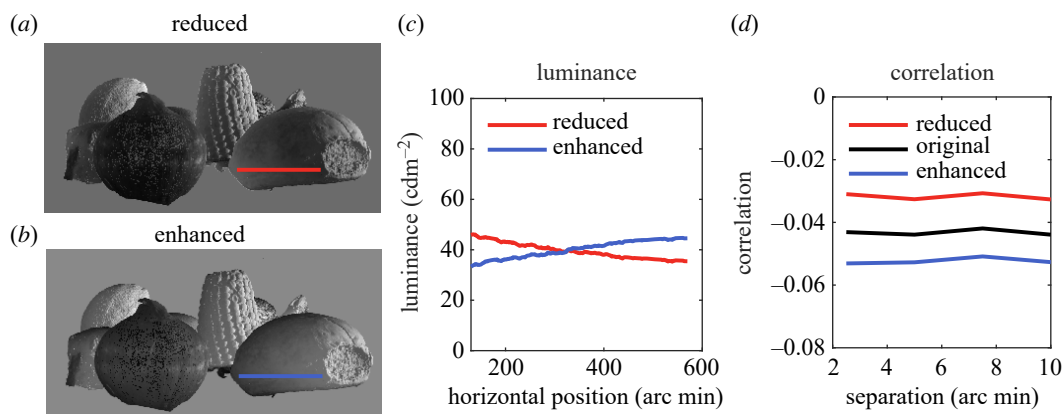 (a)
reduced
(b)
enhanced
(c)
luminance
100
80
60
40
20
0
luminance (cdm−2)
reduced
enhanced
200
400
600
horizontal position (arc min)
(d)
correlation
0
−0.02
−0.04
−0.06
−0.08
correlation
reduced
original
enhanced
2
4
6
8
10
separation (arc min)